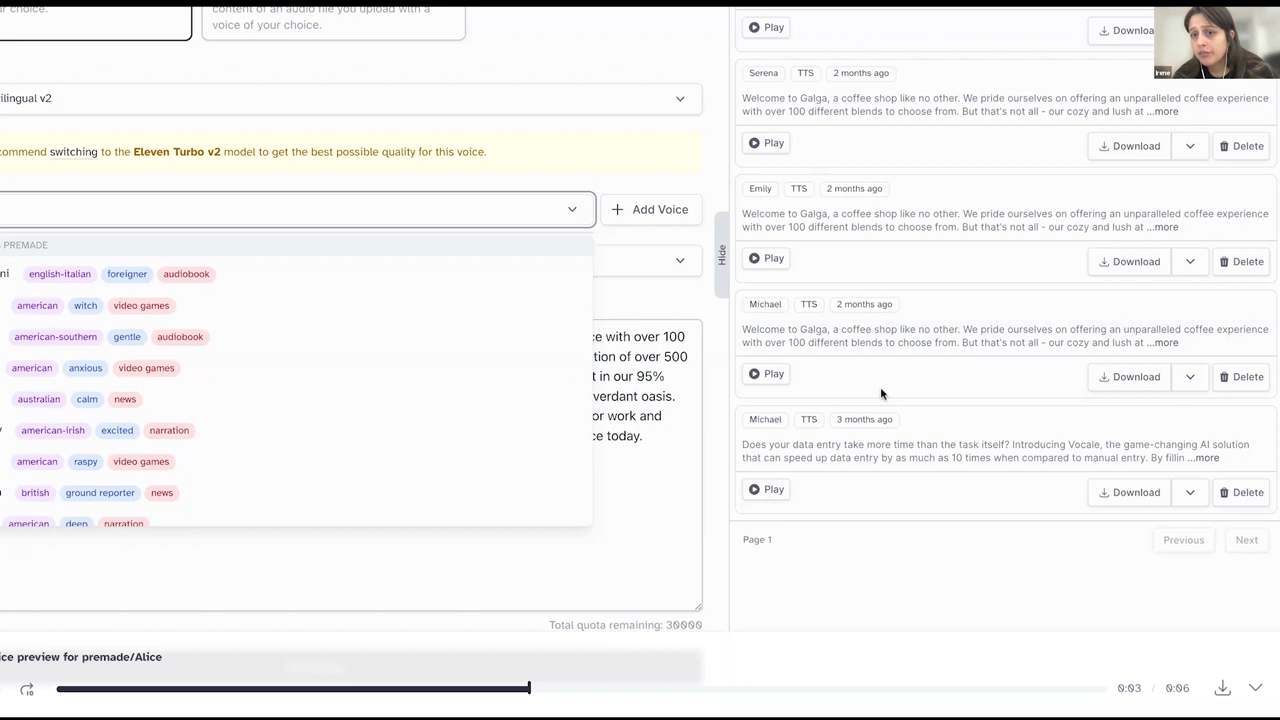 r choice.
content of an audio file you upload with a
voice of your choice.
ilingual v2
commend switching to the Eleven Turbo v2 model to get the best possible quality for this voice.
Add Voice
PREMADE
ni english-italian foreigner audiobook
american witch video games
american-southern gentle audiobook
american anxious video games
australian calm news
american-irish excited narration
american raspy video games
british ground reporter news
american deep narration
ce with over 100
tion of over 500
t in our 95%
verdant oasis.
or work and
ce today.
Total quota remaining: 30000
Hide
Play
Downloa
Serena TTS 2 months ago
Welcome to Galga, a coffee shop like no other. We pride ourselves on offering an unparalleled coffee experience
with over 100 different blends to choose from. But that's not all - our cozy and lush at ...more
Play Download Delete
Emily TTS 2 months ago
Welcome to Galga, a coffee shop like no other. We pride ourselves on offering an unparalleled coffee experience
with over 100 different blends to choose from. But that's not all - our cozy and lush at ...more
Play Download Delete
Michael TTS 2 months ago
Welcome to Galga, a coffee shop like no other. We pride ourselves on offering an unparalleled coffee experience
with over 100 different blends to choose from. But that's not all - our cozy and lush at ...more
Play Download Delete
Michael TTS 3 months ago
Does your data entry take more time than the task itself? Introducing Vocale, the game-changing AI solution
that can speed up data entry by as much as 10 times when compared to manual entry. By fillin ...more
Play Download Delete
Page 1 Previous Next
Irene
ice preview for premade/Alice
10
0:03 / 0:06